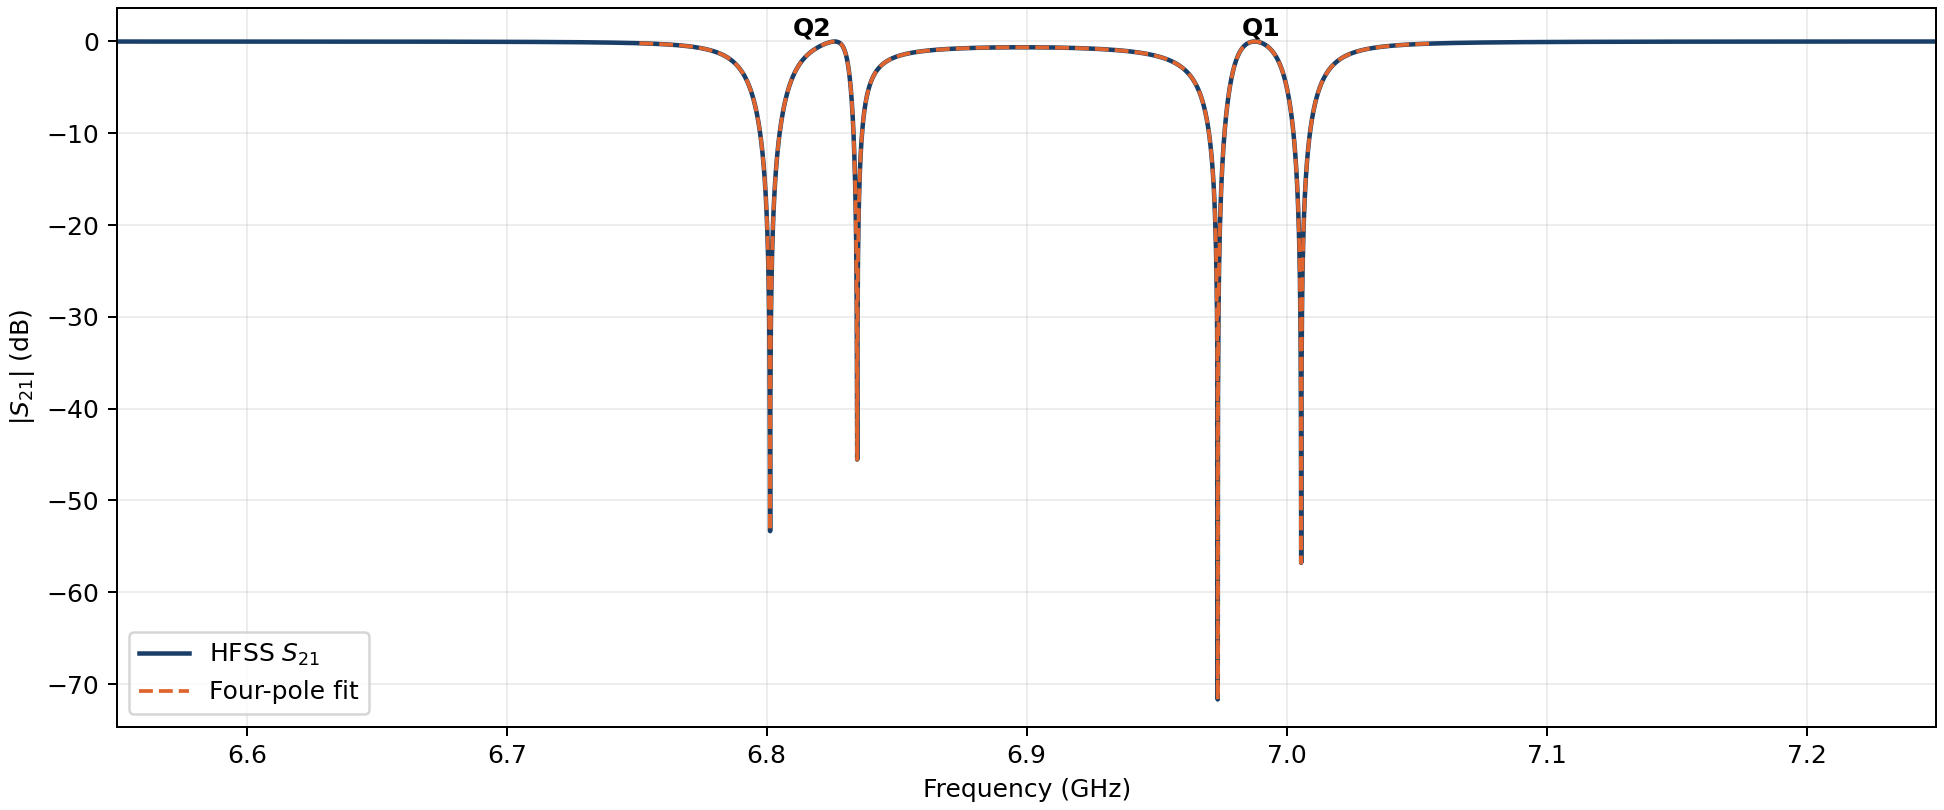 Q2
Q1
|S21| (dB)
0
−10
−20
−30
−40
−50
−60
−70
HFSS S21
Four-pole fit
6.6
6.7
6.8
6.9
7.0
7.1
7.2
Frequency (GHz)